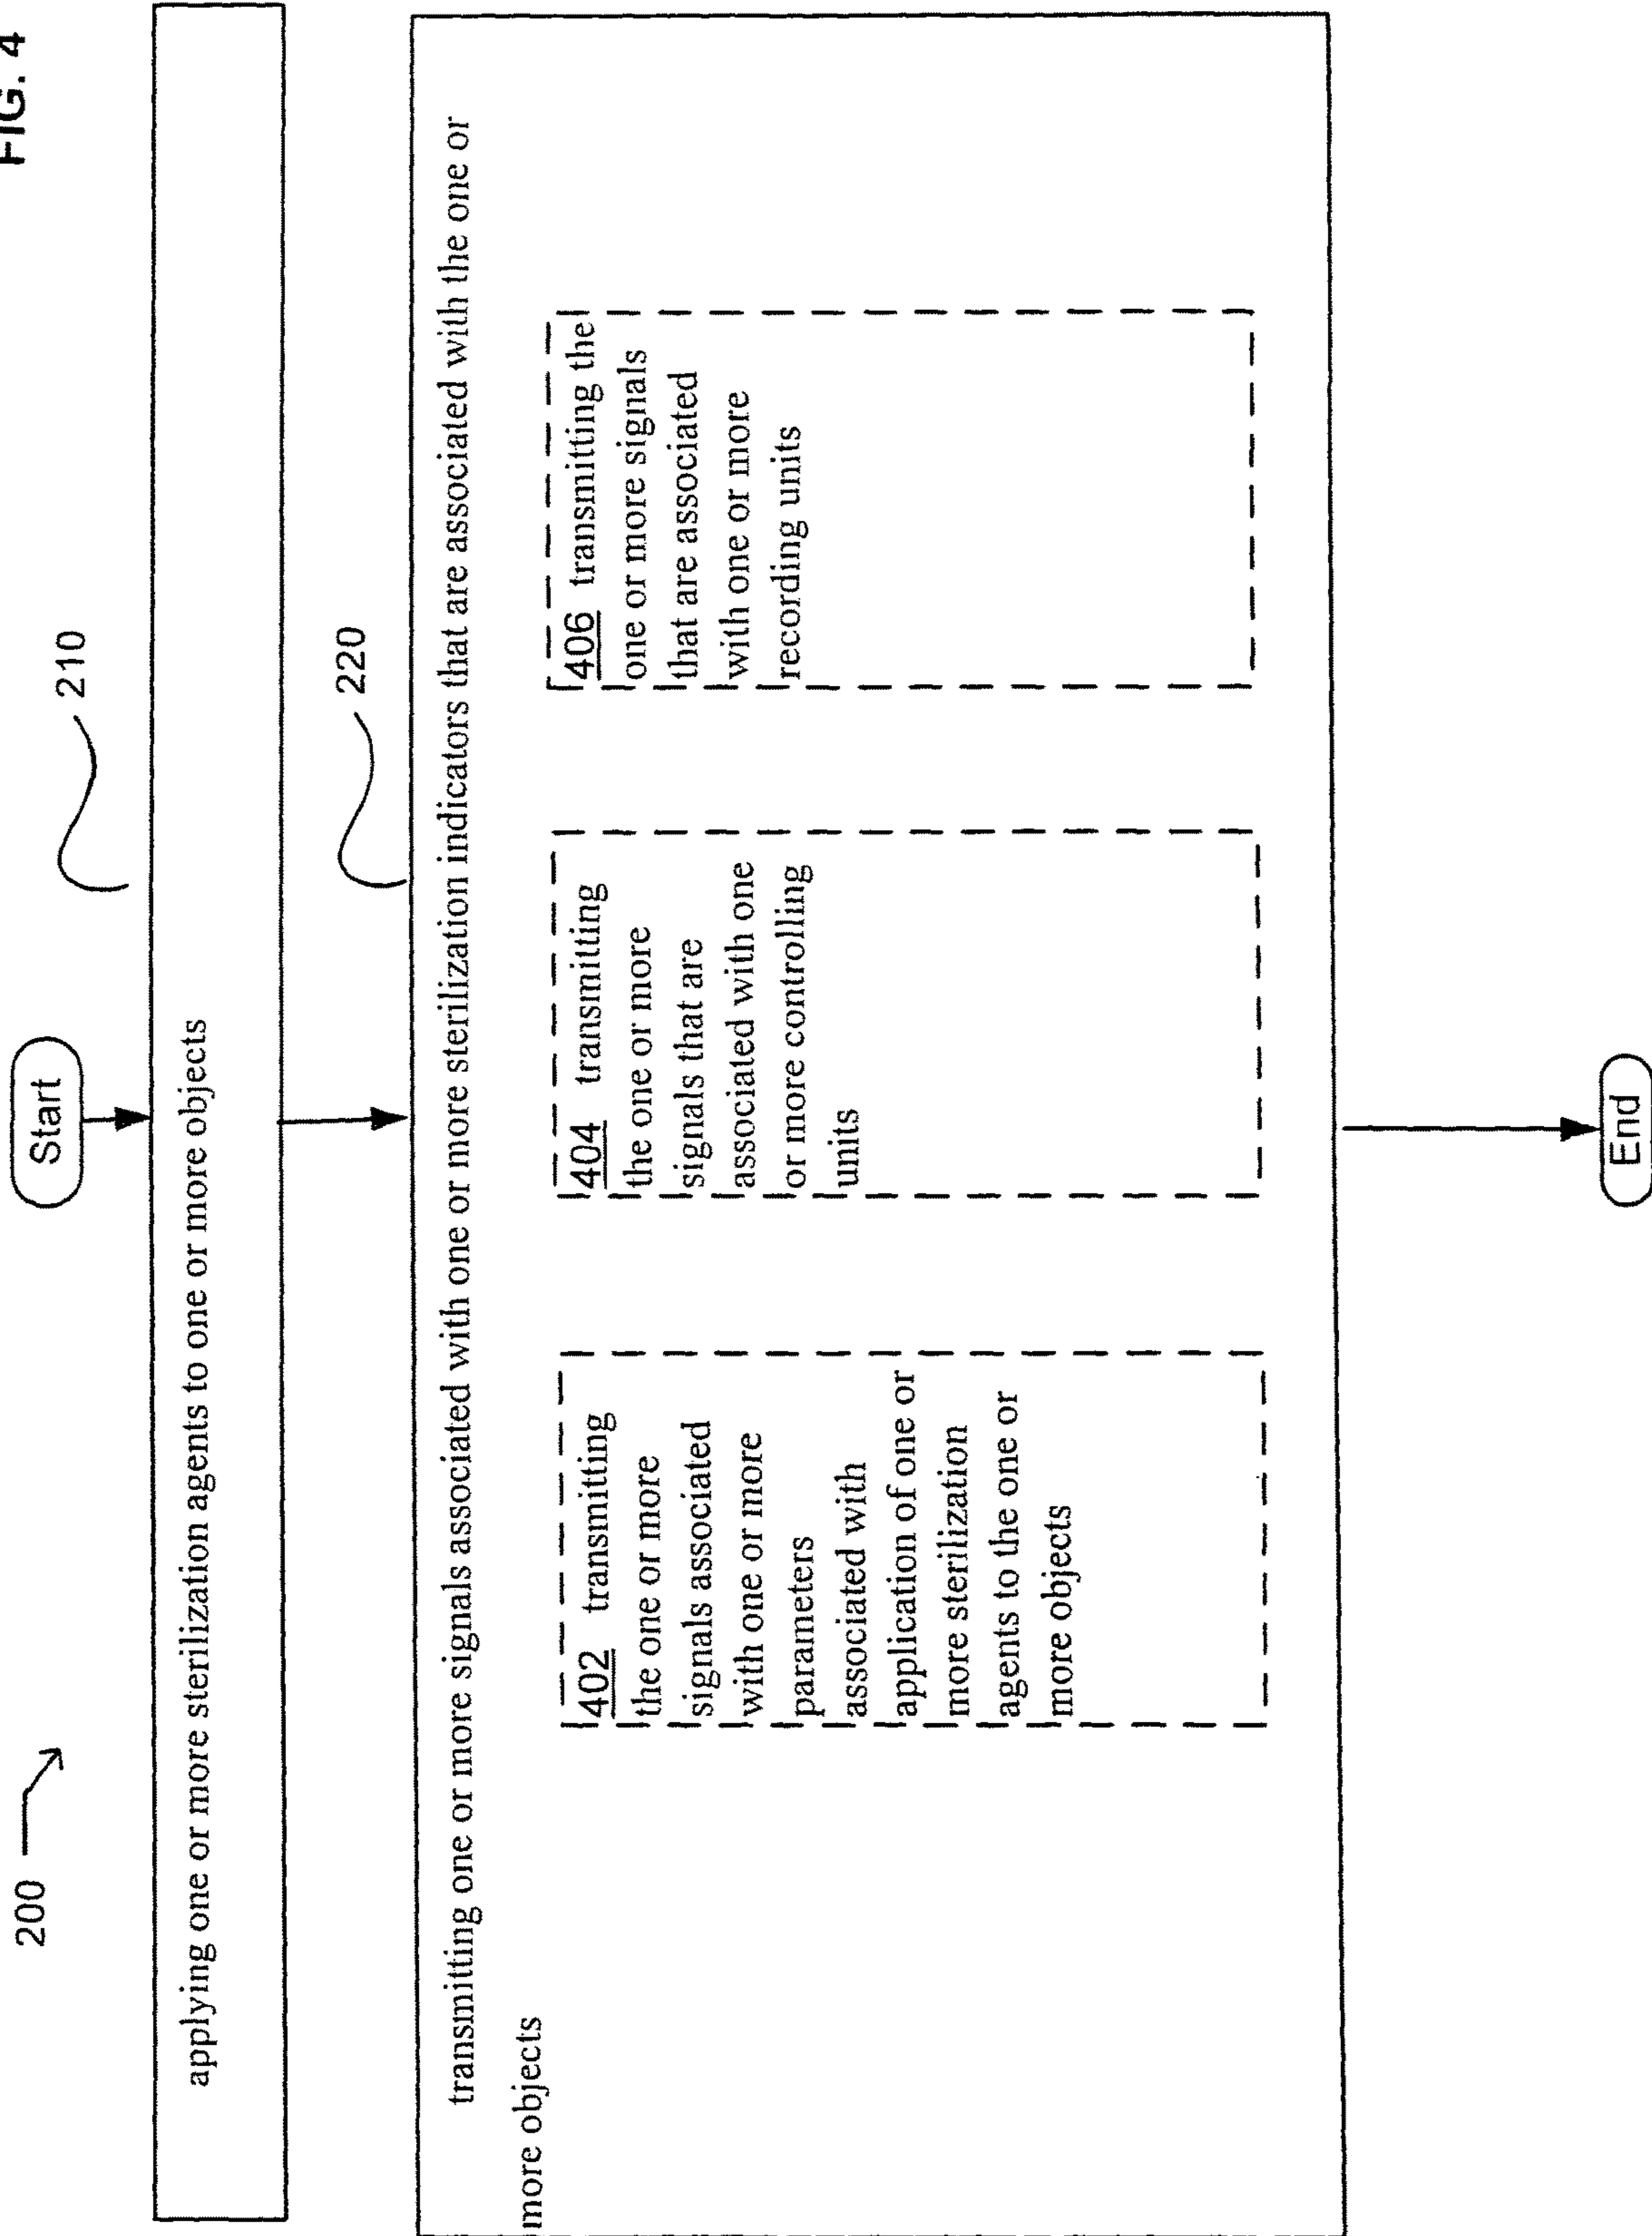 FIG. 4
200
Start
210
applying one or more sterilization agents to one or more objects
220
transmitting one or more signals associated with one or more sterilization indicators that are associated with the one or
more objects
402 transmitting
the one or more
signals associated
with one or more
parameters
associated with
application of one or
more sterilization
agents to the one or
more objects
404 transmitting
the one or more
signals that are
associated with one
or more controlling
units
406 transmitting the
one or more signals
that are associated
with one or more
recording units
End